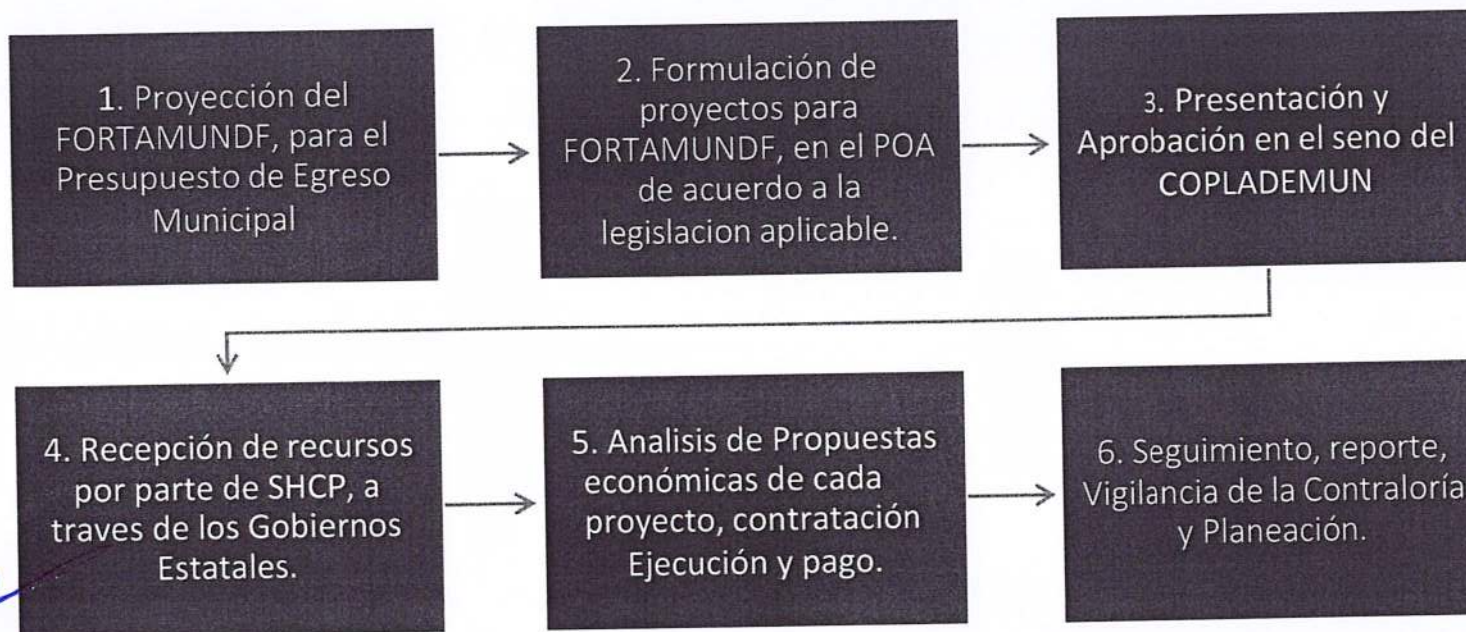 1. Proyección del
FORTAMUNDF, para el
Presupuesto de Egreso
Municipal
2. Formulación de
proyectos para
FORTAMUNDF, en el POA
de acuerdo a la
legislacion aplicable.
3. Presentación y
Aprobación en el seno del
COPLADEMUN
4. Recepción de recursos
por parte de SHCP, a
traves de los Gobiernos
Estatales.
5. Analisis de Propuestas
económicas de cada
proyecto, contratación
Ejecución y pago.
6. Seguimiento, reporte,
Vigilancia de la Contraloría
y Planeación.